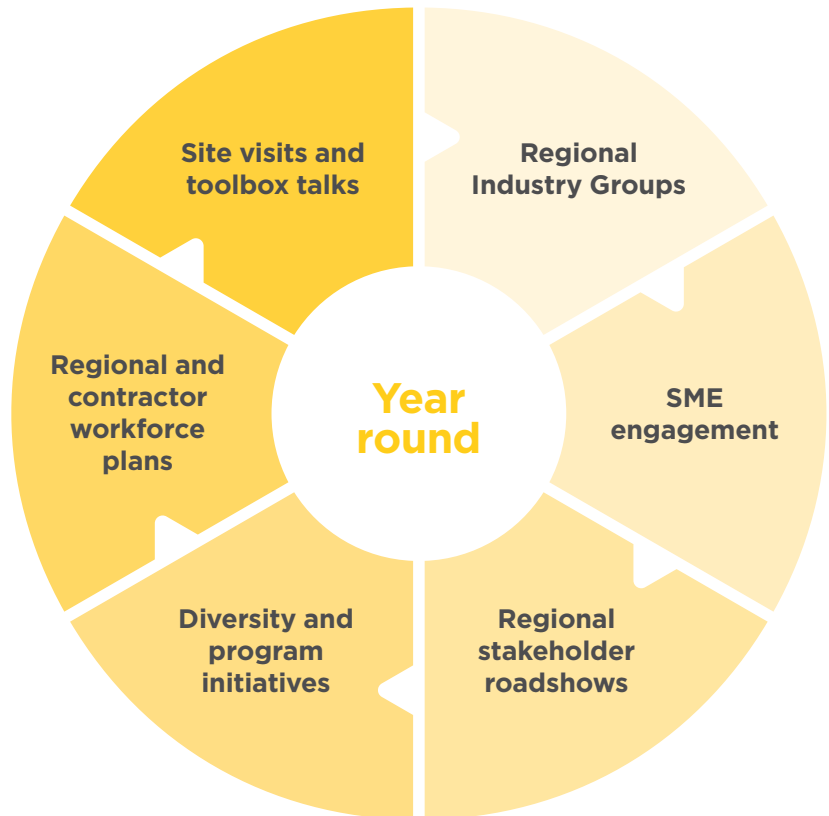 Site visits and
toolbox talks
Regional
Industry Groups
Regional and
contractor
workforce
plans
Year
round
SME
engagement
Diversity and
program
initiatives
Regional
stakeholder
roadshows